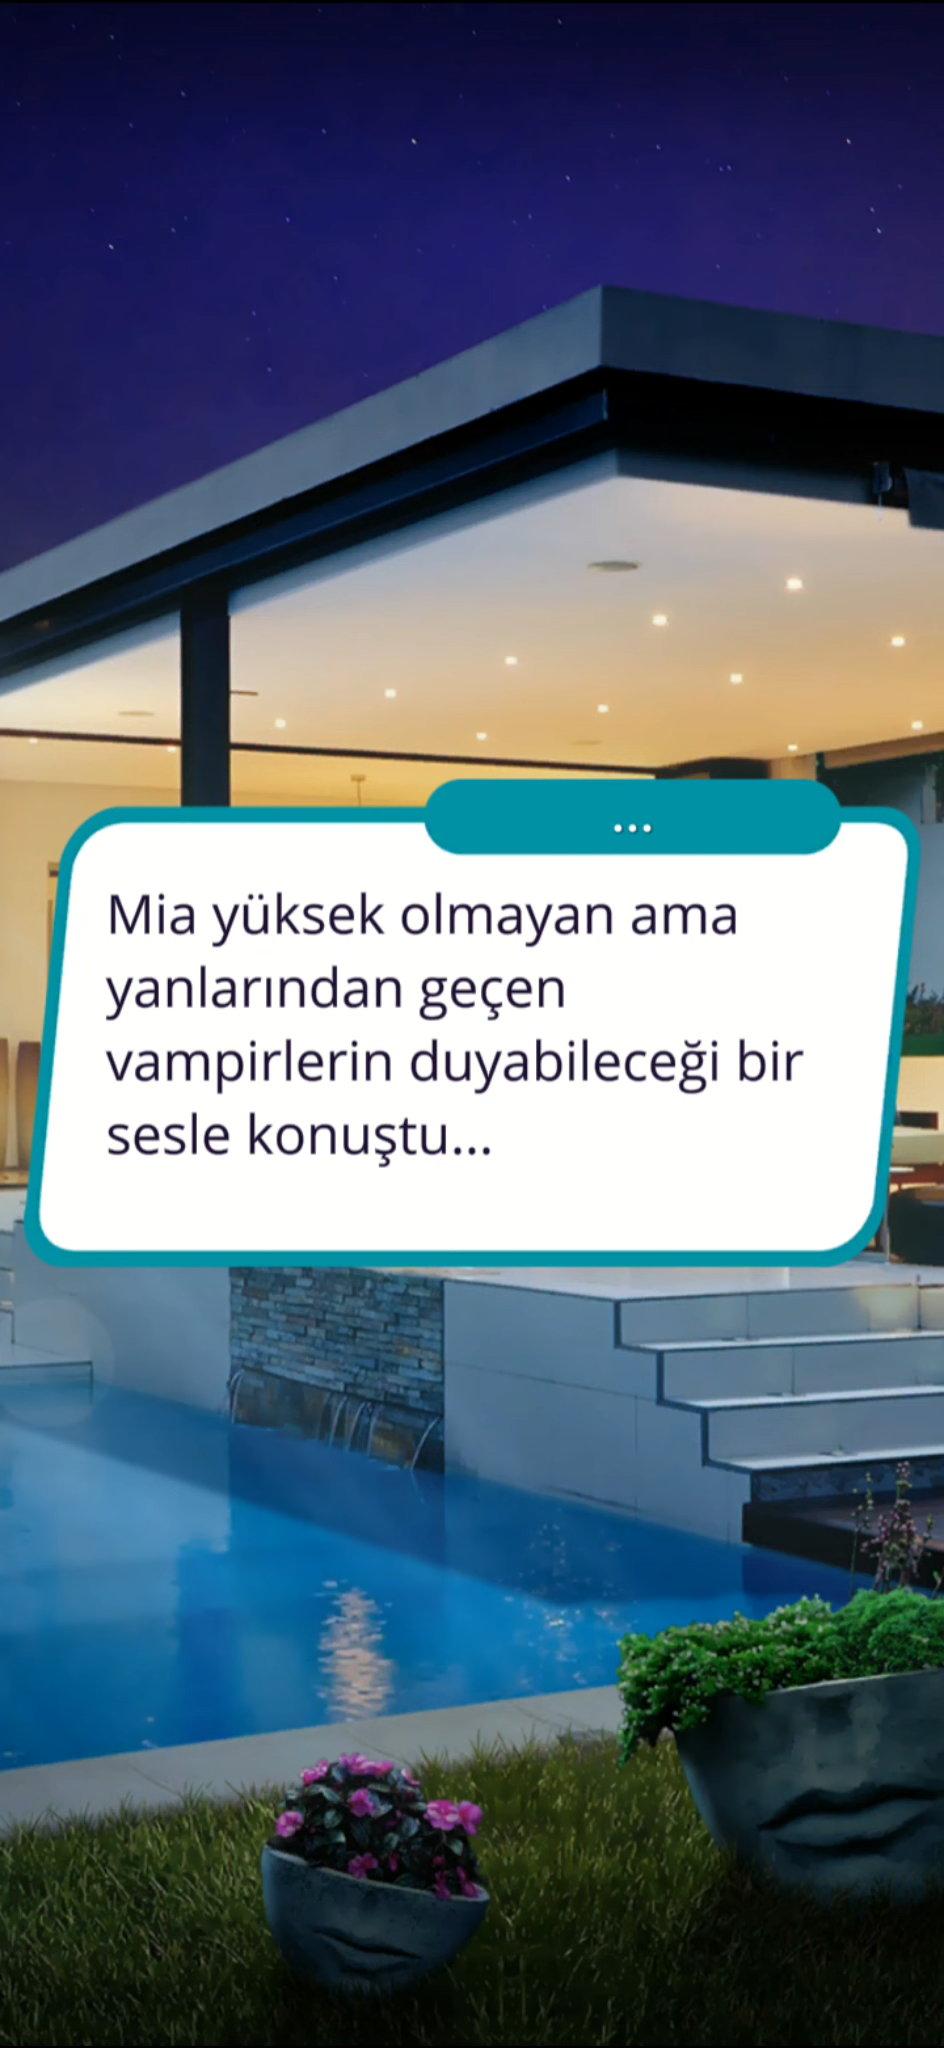 ...
Mia yüksek olmayan ama
yanlarından geçen
vampirlerin duyabileceği bir
sesle konuştu...